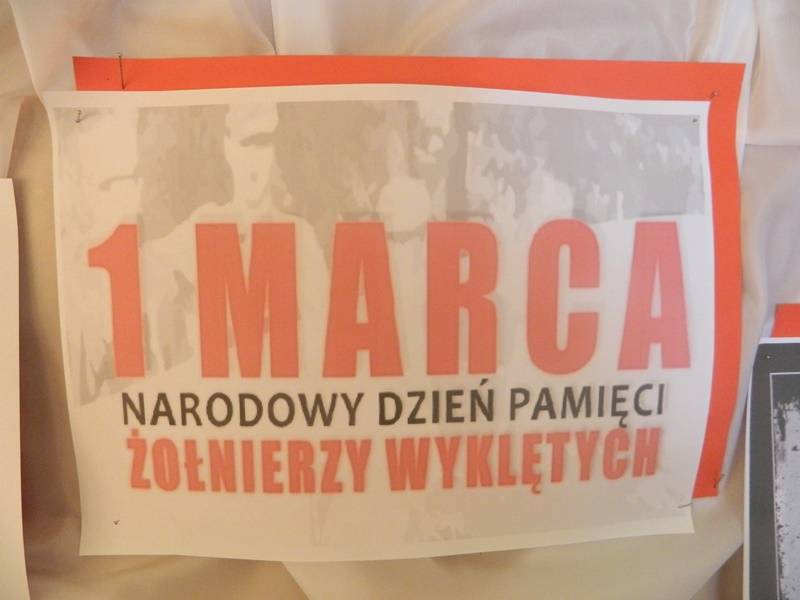 1 MARCA
NARODOWY DZIEŃ PAMIĘCI
ŻOŁNIERZY WYKLĘTYCH